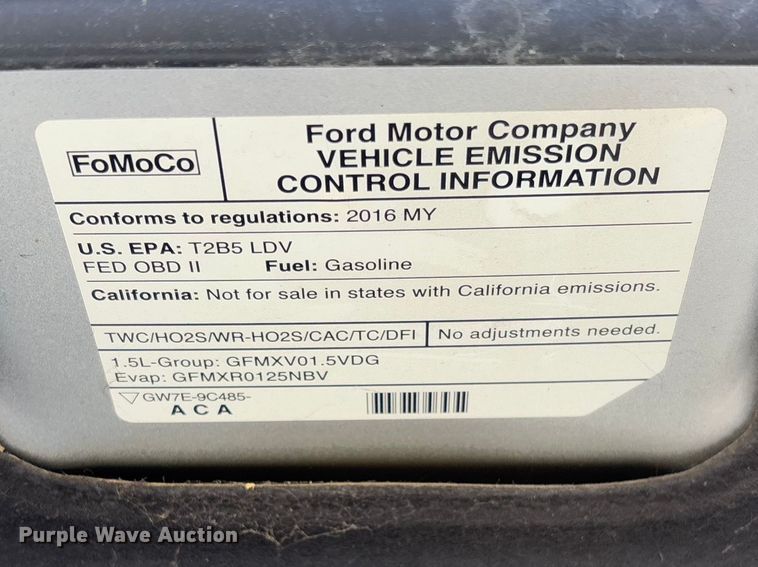 FoMoCo
Ford Motor Company
VEHICLE EMISSION
CONTROL INFORMATION
Conforms to regulations: 2016 MY
U.S. EPA: T2B5 LDV
FED OBD II Fuel: Gasoline
California: Not for sale in states with California emissions.
TWC/HO2S/WR-HO2S/CAC/TC/DFI No adjustments needed.
1.5L-Group: GFMXV01.5VDG
Evap: GFMXR0125NBV
GW7E-9C485-
ACA
Purple Wave Auction